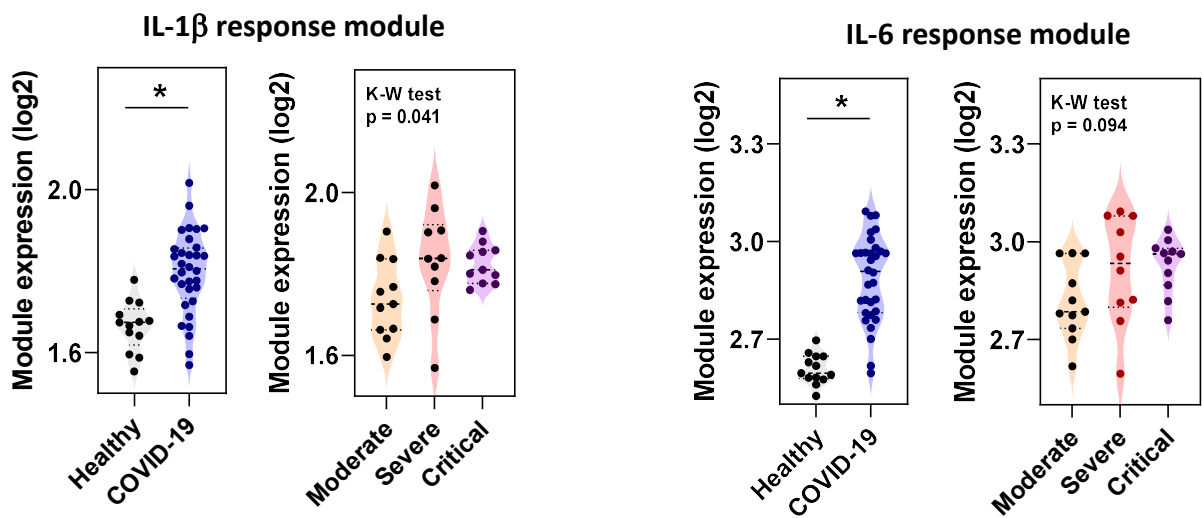 IL-1β response module
Module expression (log2)
2.0
1.6
*
Healthy
COVID-19
Module expression (log2)
2.0
1.6
K-W test
p = 0.041
Moderate
Severe
Critical
IL-6 response module
Module expression (log2)
3.3
3.0
2.7
*
Healthy
COVID-19
Module expression (log2)
3.3
3.0
2.7
K-W test
p = 0.094
Moderate
Severe
Critical